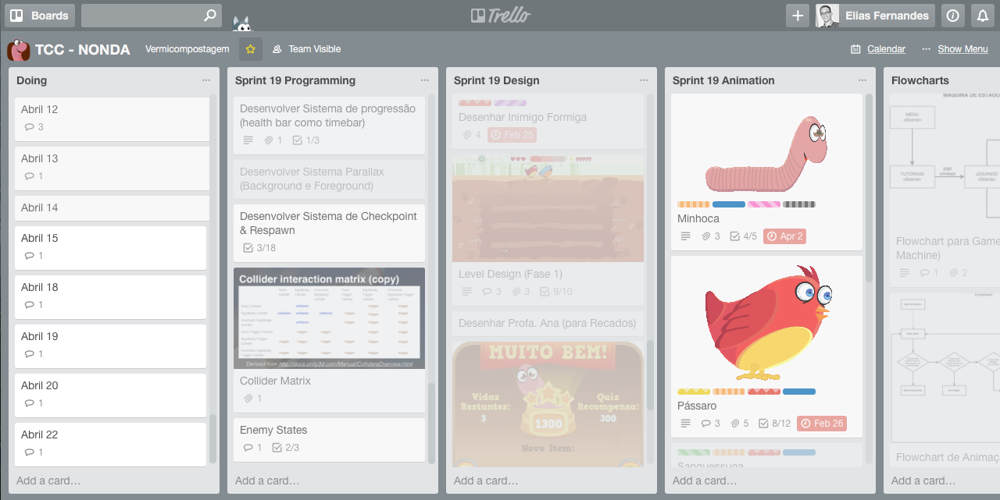 Boards
Trello
Elias Fernandes
TCC - NONDA
Vermicompostagem
Team Visible
Calendar
Show Menu
Doing
Abril 12
3
Abril 13
1
Abril 14
Abril 15
1
Abril 18
1
Abril 19
1
Abril 20
1
Abril 22
1
Add a card…
Sprint 19 Programming
Desenvolver Sistema de progressão
(health bar como timebar)
1
1/3
Desenvolver Sistema Parallax
(Background e Foreground)
Desenvolver Sistema de Checkpoint
& Respawn
3/18
Collider interaction matrix (copy)
Derived from http://docs.unity3d.com/Manual/CollidersOverview.html
Collider Matrix
1
Enemy States
1
2/3
Add a card…
Sprint 19 Design
Desenhar Inimigo Formiga
4
Feb 25
Level Design (Fase 1)
3
3
9/10
Desenhar Profa. Ana (para Recados)
MUITO BEM!
Vidas
Restantes:
3
Quiz
Recompensa:
300
1300
Novo Item:
Add a card…
Sprint 19 Animation
Minhoca
3
4/5
Apr 2
Pássaro
3
5
8/12
Feb 26
Sanguessuga
Add a card…
Flowcharts
MAQUINA DE ESTADO
MENU
<Scene>
TUTORIAIS
<Scene>
jogo
começa
JOGANDO
<Scene>
Flowchart para Game
Machine)
1
2
Flowchart de Animaç
Add a card…